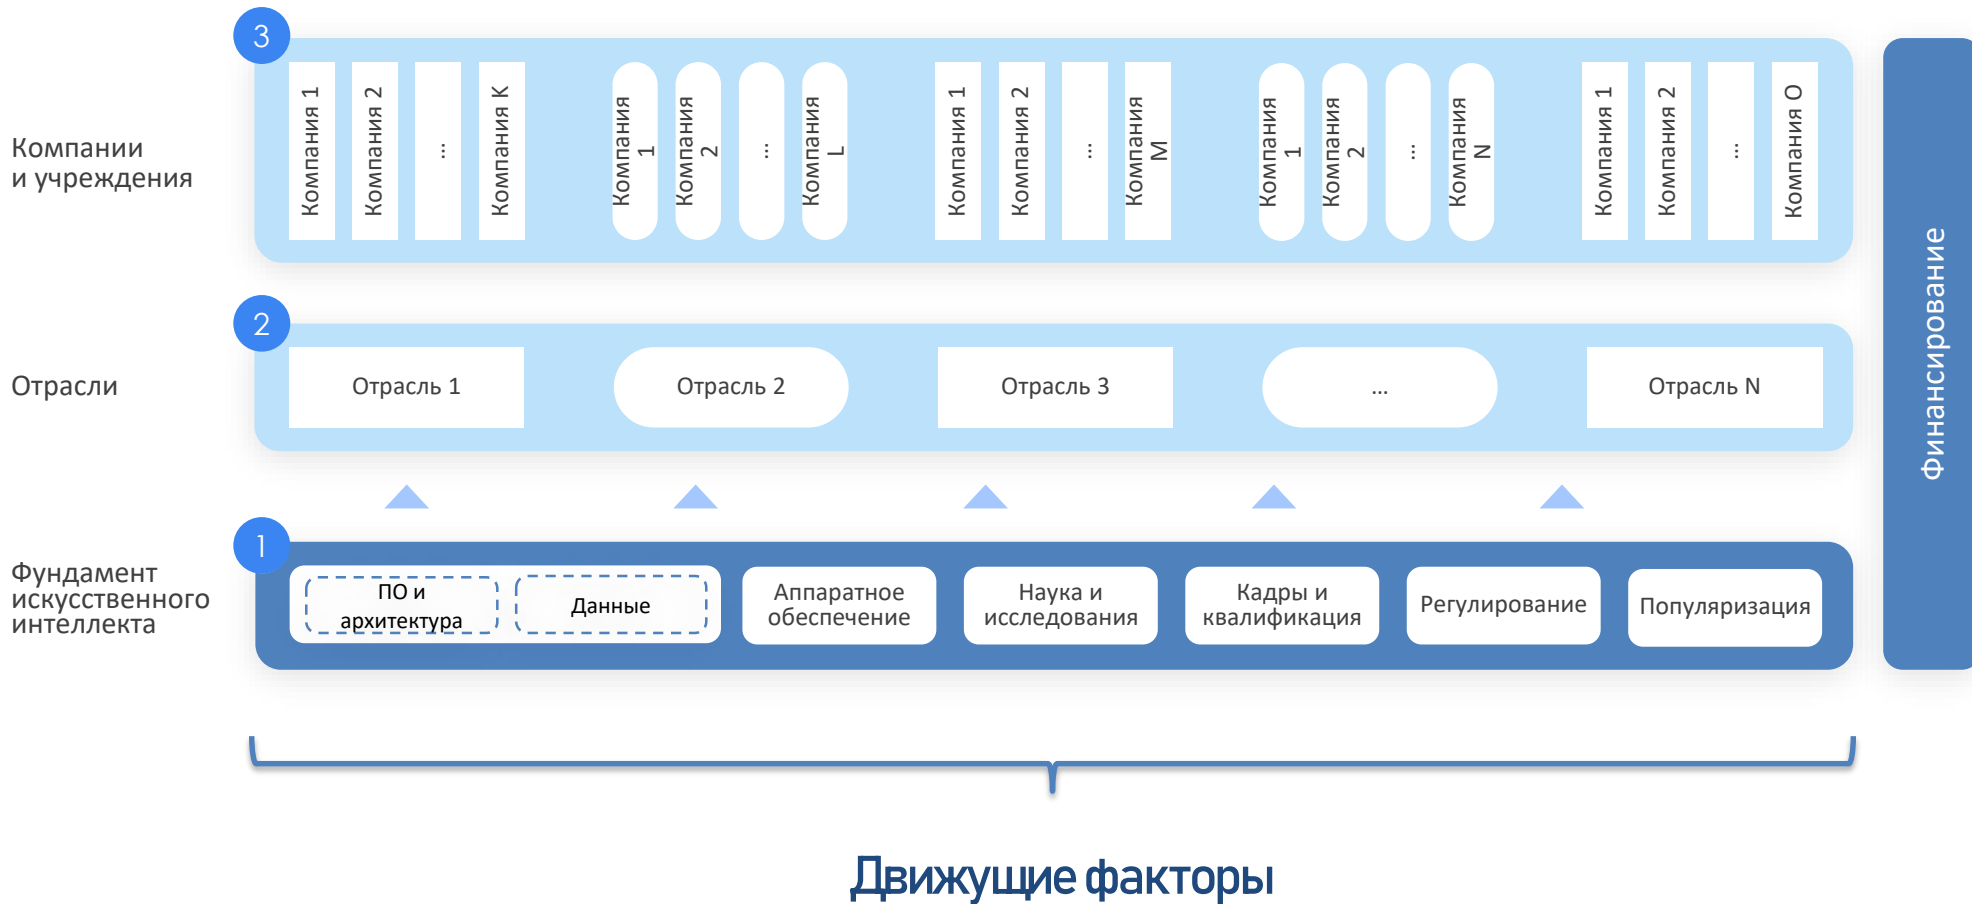 3
Компании
и учреждения
Компания 1
Компания 2
...
Компания K
Компания
1
Компания
2
...
Компания
L
Компания 1
Компания 2
...
Компания
M
Компания
1
Компания
2
...
Компания
N
Компания 1
Компания 2
...
Компания O
Финансирование
2
Отрасли
Отрасль 1
Отрасль 2
Отрасль 3
...
Отрасль N
1
Фундамент
искусственного
интеллекта
ПО и
архитектура
Данные
Аппаратное
обеспечение
Наука и
исследования
Кадры и
квалификация
Регулирование
Популяризация
Движущие факторы